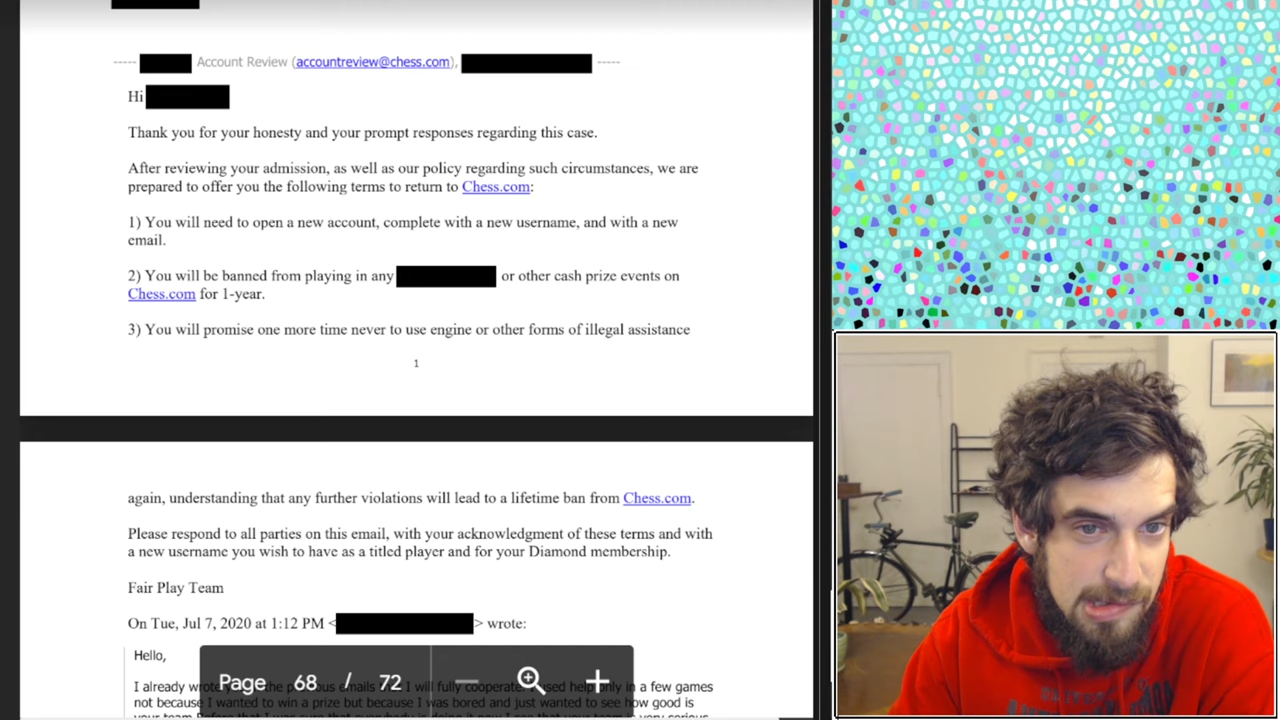 ----- Account Review (accountreview@chess.com), -----
Hi
Thank you for your honesty and your prompt responses regarding this case.
After reviewing your admission, as well as our policy regarding such circumstances, we are
prepared to offer you the following terms to return to Chess.com:
1) You will need to open a new account, complete with a new username, and with a new
email.
2) You will be banned from playing in any or other cash prize events on
Chess.com for 1-year.
3) You will promise one more time never to use engine or other forms of illegal assistance
1
again, understanding that any further violations will lead to a lifetime ban from Chess.com.
Please respond to all parties on this email, with your acknowledgment of these terms and with
a new username you wish to have as a titled player and for your Diamond membership.
Fair Play Team
On Tue, Jul 7, 2020 at 1:12 PM < > wrote:
Hello,
I already wrote the previous emails I will fully cooperate. I used help only in a few games
not because I wanted to win a prize but because I was bored and just wanted to see how good is
Page 68 / 72